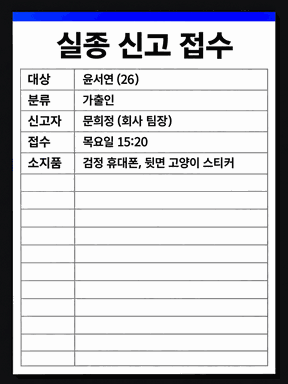 실종 신고 접수
대상 윤서연 (26)
분류 가출인
신고자 문희정 (회사 팀장)
접수 목요일 15:20
소지품 검정 휴대폰, 뒷면 고양이 스티커